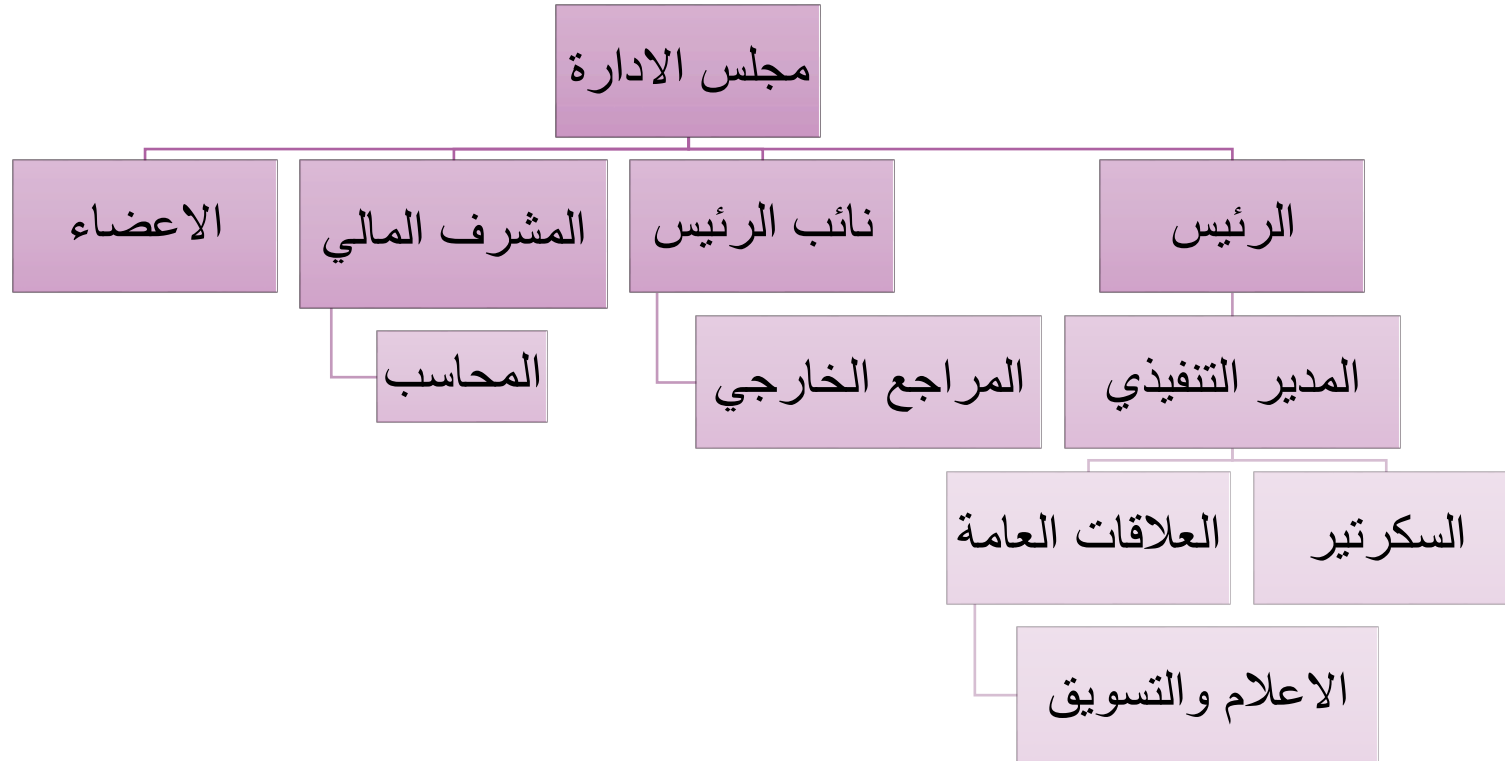 مجلس الادارة
الرئيس
نائب الرئيس
المشرف المالي
الاعضاء
المدير التنفيذي
المراجع الخارجي
المحاسب
السكرتير
العلاقات العامة
الاعلام والتسويق